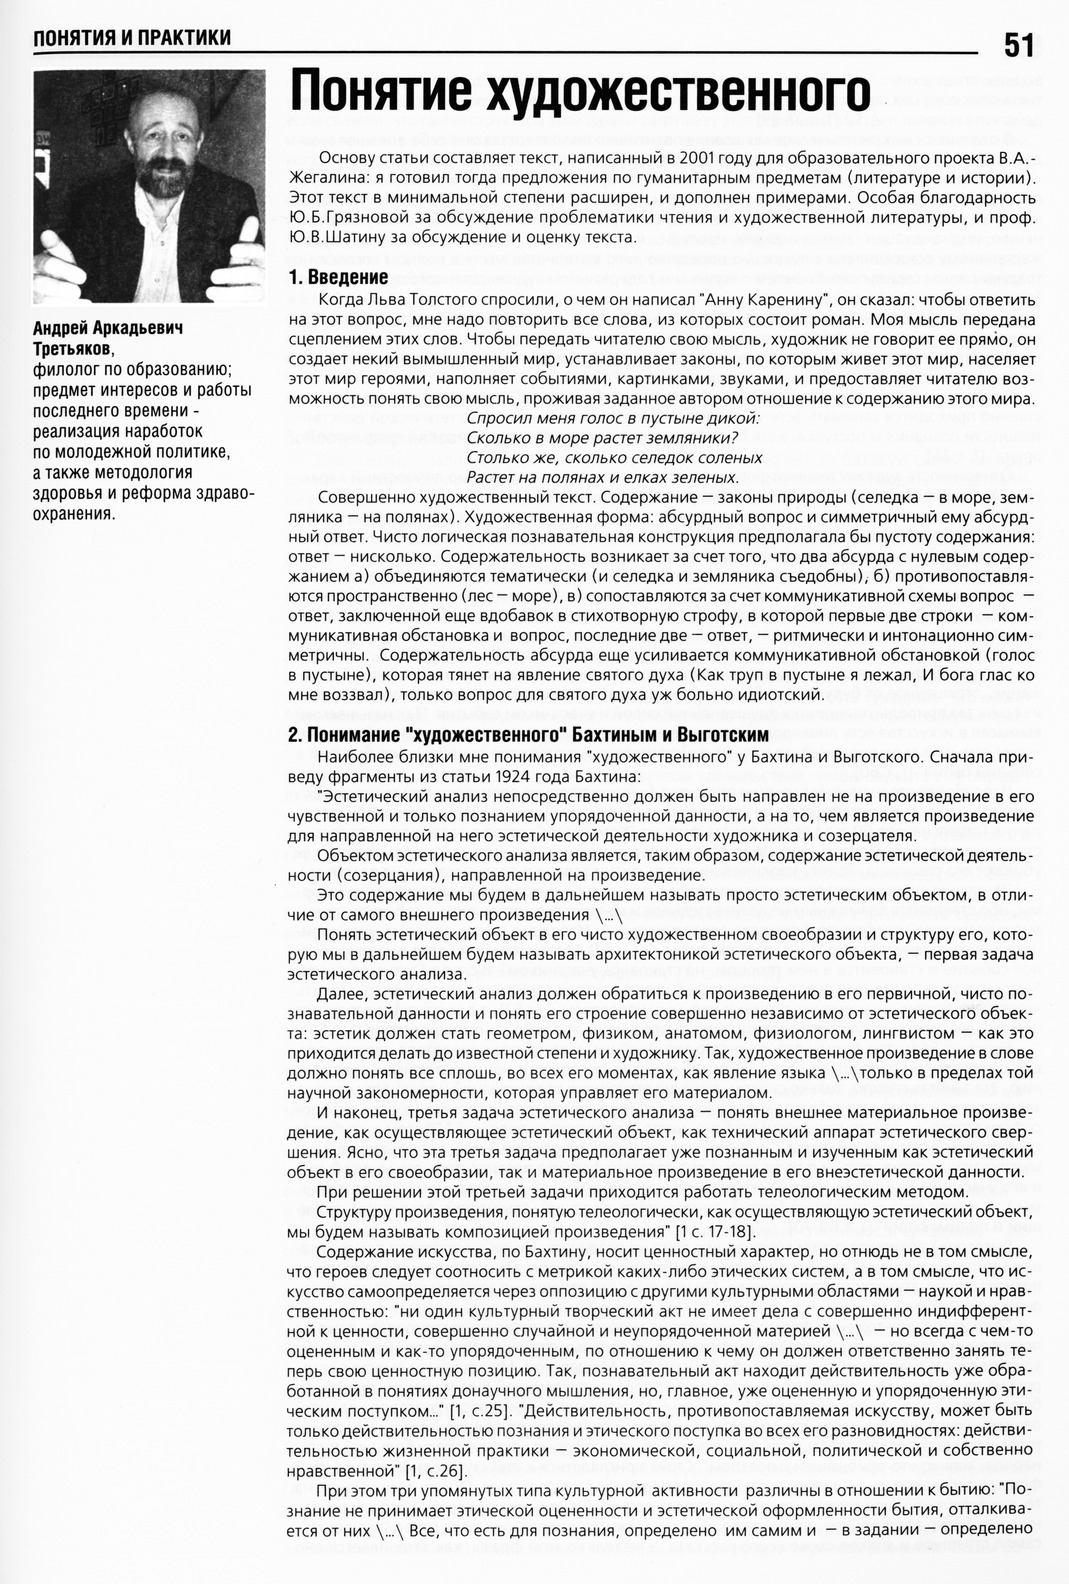 ПОНЯТИЯ И ПРАКТИКИ
51
Андрей Аркадьевич
Третьяков,
филолог по образованию;
предмет интересов и работы
последнего времени -
реализация наработок
по молодежной политике,
а также методология
здоровья и реформа здраво-
охранения.
Понятие художественного
Основу статьи составляет текст, написанный в 2001 году для образовательного проекта В.А.-
Жегалина: я готовил тогда предложения по гуманитарным предметам (литературе и истории).
Этот текст в минимальной степени расширен, и дополнен примерами. Особая благодарность
Ю.Б.Грязновой за обсуждение проблематики чтения и художественной литературы, и проф.
Ю.В.Шатину за обсуждение и оценку текста.
1. Введение
Когда Льва Толстого спросили, о чем он написал "Анну Каренину", он сказал: чтобы ответить
на этот вопрос, мне надо повторить все слова, из которых состоит роман. Моя мысль передана
сцеплением этих слов. Чтобы передать читателю свою мысль, художник не говорит ее прямо, он
создает некий вымышленный мир, устанавливает законы, по которым живет этот мир, населяет
этот мир героями, наполняет событиями, картинками, звуками, и предоставляет читателю воз-
можность понять свою мысль, проживая заданное автором отношение к содержанию этого мира.
Спросил меня голос в пустыне дикой:
Сколько в море растет земляники?
Столько же, сколько селедок соленых
Растет на полянах и елках зеленых.
Совершенно художественный текст. Содержание — законы природы (селедка — в море, зем-
ляника — на полянах). Художественная форма: абсурдный вопрос и симметричный ему абсурд-
ный ответ. Чисто логическая познавательная конструкция предполагала бы пустоту содержания:
ответ — нисколько. Содержательность возникает за счет того, что два абсурда с нулевым содер-
жанием а) объединяются тематически (и селедка и земляника съедобны), б) противопоставля-
ются пространственно (лес — море), в) сопоставляются за счет коммуникативной схемы вопрос —
ответ, заключенной еще вдобавок в стихотворную строфу, в которой первые две строки — ком-
муникативная обстановка и вопрос, последние две — ответ, — ритмически и интонационно сим-
метричны. Содержательность абсурда еще усиливается коммуникативной обстановкой (голос
в пустыне), которая тянет на явление святого духа (Как труп в пустыне я лежал, И бога глас ко
мне воззвал), только вопрос для святого духа уж больно идиотский.
2. Понимание "художественного" Бахтиным и Выготским
Наиболее близки мне понимания "художественного" у Бахтина и Выготского. Сначала при-
веду фрагменты из статьи 1924 года Бахтина:
"Эстетический анализ непосредственно должен быть направлен не на произведение в его
чувственной и только познанием упорядоченной данности, а на то, чем является произведение
для направленной на него эстетической деятельности художника и созерцателя.
Объектом эстетического анализа является, таким образом, содержание эстетической деятель-
ности (созерцания), направленной на произведение.
Это содержание мы будем в дальнейшем называть просто эстетическим объектом, в отли-
чие от самого внешнего произведения \...\
Понять эстетический объект в его чисто художественном своеобразии и структуру его, кото-
рую мы в дальнейшем будем называть архитектоникой эстетического объекта, — первая задача
эстетического анализа.
Далее, эстетический анализ должен обратиться к произведению в его первичной, чисто по-
знавательной данности и понять его строение совершенно независимо от эстетического объек-
та: эстетик должен стать геометром, физиком, анатомом, физиологом, лингвистом — как это
приходится делать до известной степени и художнику. Так, художественное произведение в слове
должно понять все сплошь, во всех его моментах, как явление языка \...\только в пределах той
научной закономерности, которая управляет его материалом.
И наконец, третья задача эстетического анализа — понять внешнее материальное произве-
дение, как осуществляющее эстетический объект, как технический аппарат эстетического свер-
шения. Ясно, что эта третья задача предполагает уже познанным и изученным как эстетический
объект в его своеобразии, так и материальное произведение в его внеэстетической данности.
При решении этой третьей задачи приходится работать телеологическим методом.
Структуру произведения, понятую телеологически, как осуществляющую эстетический объект,
мы будем называть композицией произведения" [1 с. 17-18].
Содержание искусства, по Бахтину, носит ценностный характер, но отнюдь не в том смысле,
что героев следует соотносить с метрикой каких-либо этических систем, а в том смысле, что ис-
кусство самоопределяется через оппозицию с другими культурными областями — наукой и нрав-
ственностью: "ни один культурный творческий акт не имеет дела с совершенно индифферент-
ной к ценности, совершенно случайной и неупорядоченной материей \...\ — но всегда с чем-то
оцененным и как-то упорядоченным, по отношению к чему он должен ответственно занять те-
перь свою ценностную позицию. Так, познавательный акт находит действительность уже обра-
ботанной в понятиях донаучного мышления, но, главное, уже оцененную и упорядоченную эти-
ческим поступком..." [1, с.25]. "Действительность, противопоставляемая искусству, может быть
только действительностью познания и этического поступка во всех его разновидностях: действи-
тельностью жизненной практики — экономической, социальной, политической и собственно
нравственной" [1, с.26].
При этом три упомянутых типа культурной активности различны в отношении к бытию: "По-
знание не принимает этической оцененности и эстетической оформленности бытия, отталкива-
ется от них \...\ Все, что есть для познания, определено им самим и — в задании — определено